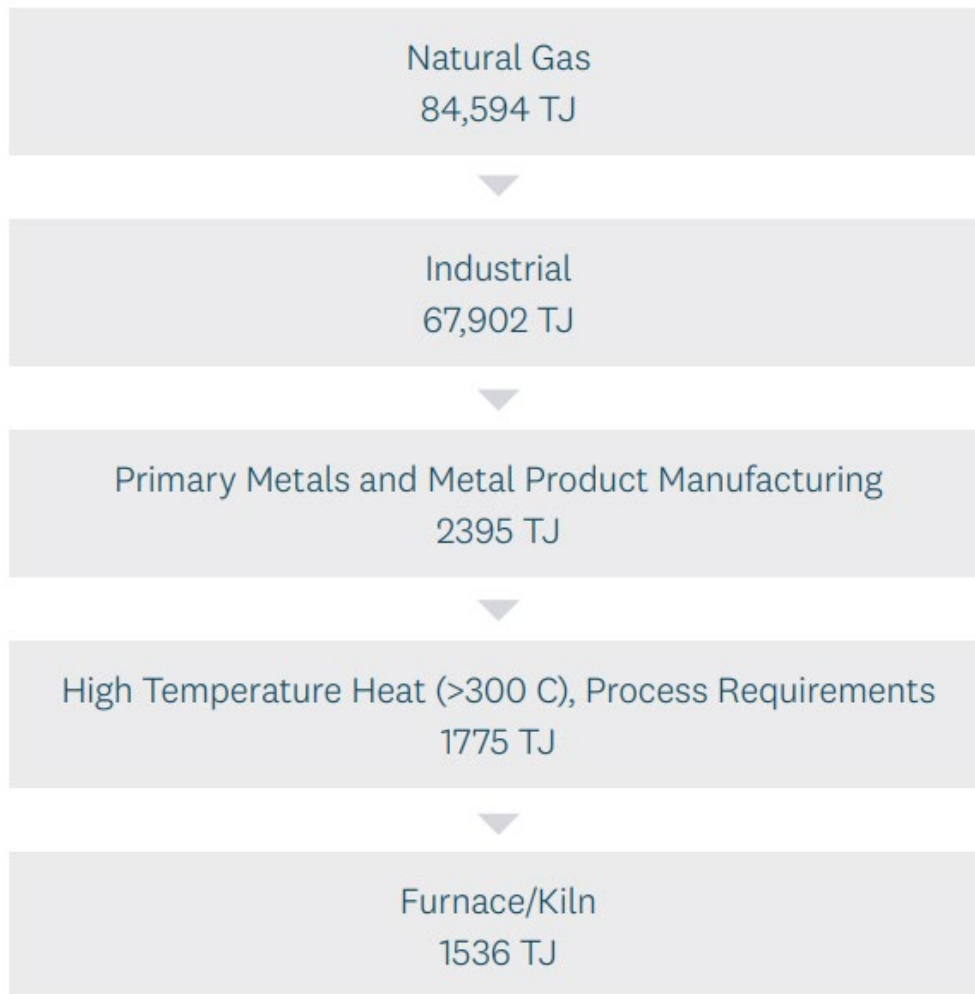 Natural Gas
84,594 TJ
Industrial
67,902 TJ
Primary Metals and Metal Product Manufacturing
2395 TJ
High Temperature Heat (>300 C), Process Requirements
1775 TJ
Furnace/Kiln
1536 TJ